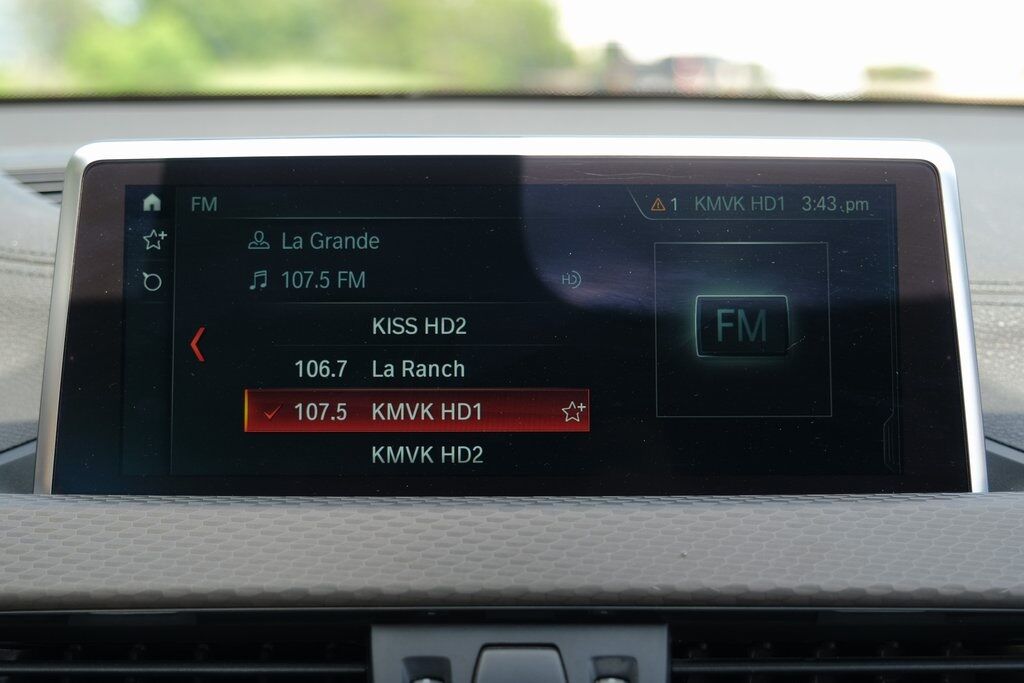 FM
1 KMVK HD1 3:43 pm
La Grande
107.5 FM
HD
KISS HD2
106.7 La Ranch
107.5 KMVK HD1
KMVK HD2
FM